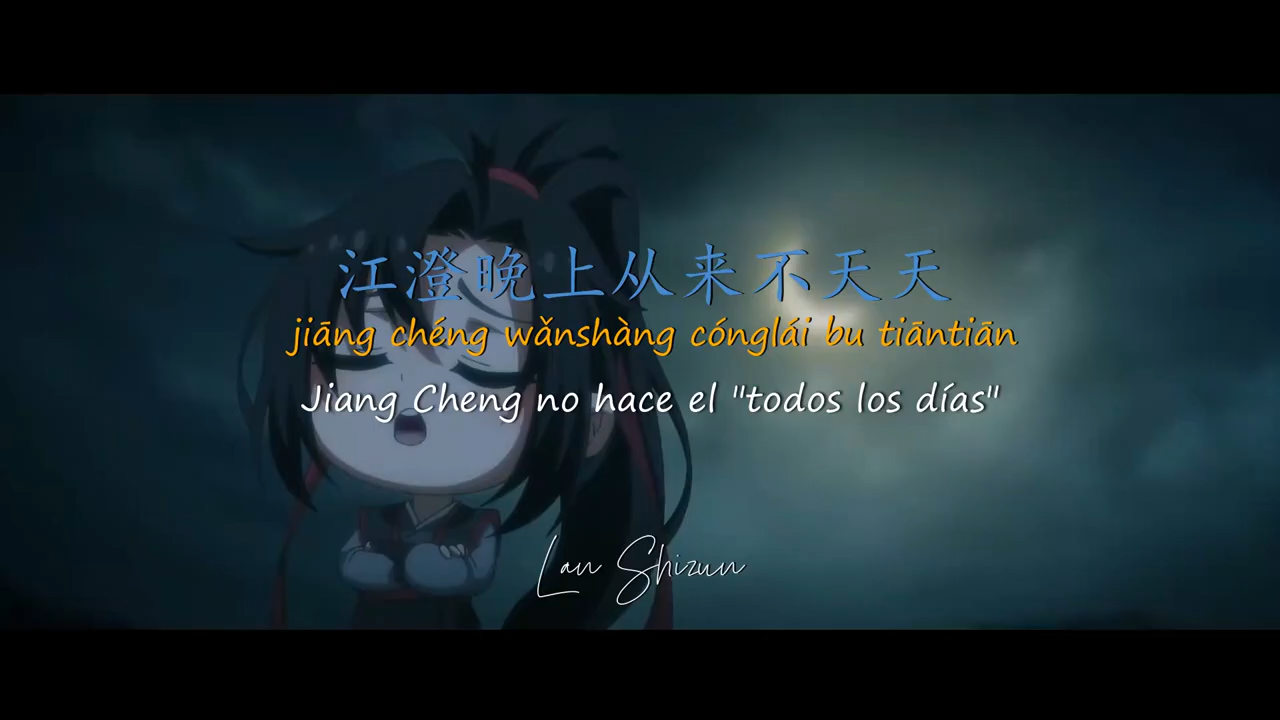 江澄晚上从来不天天
jiāng chéng wǎnshàng cónglái bu tiāntiān
Jiang Cheng no hace el "todos los días"
Lan Shizun